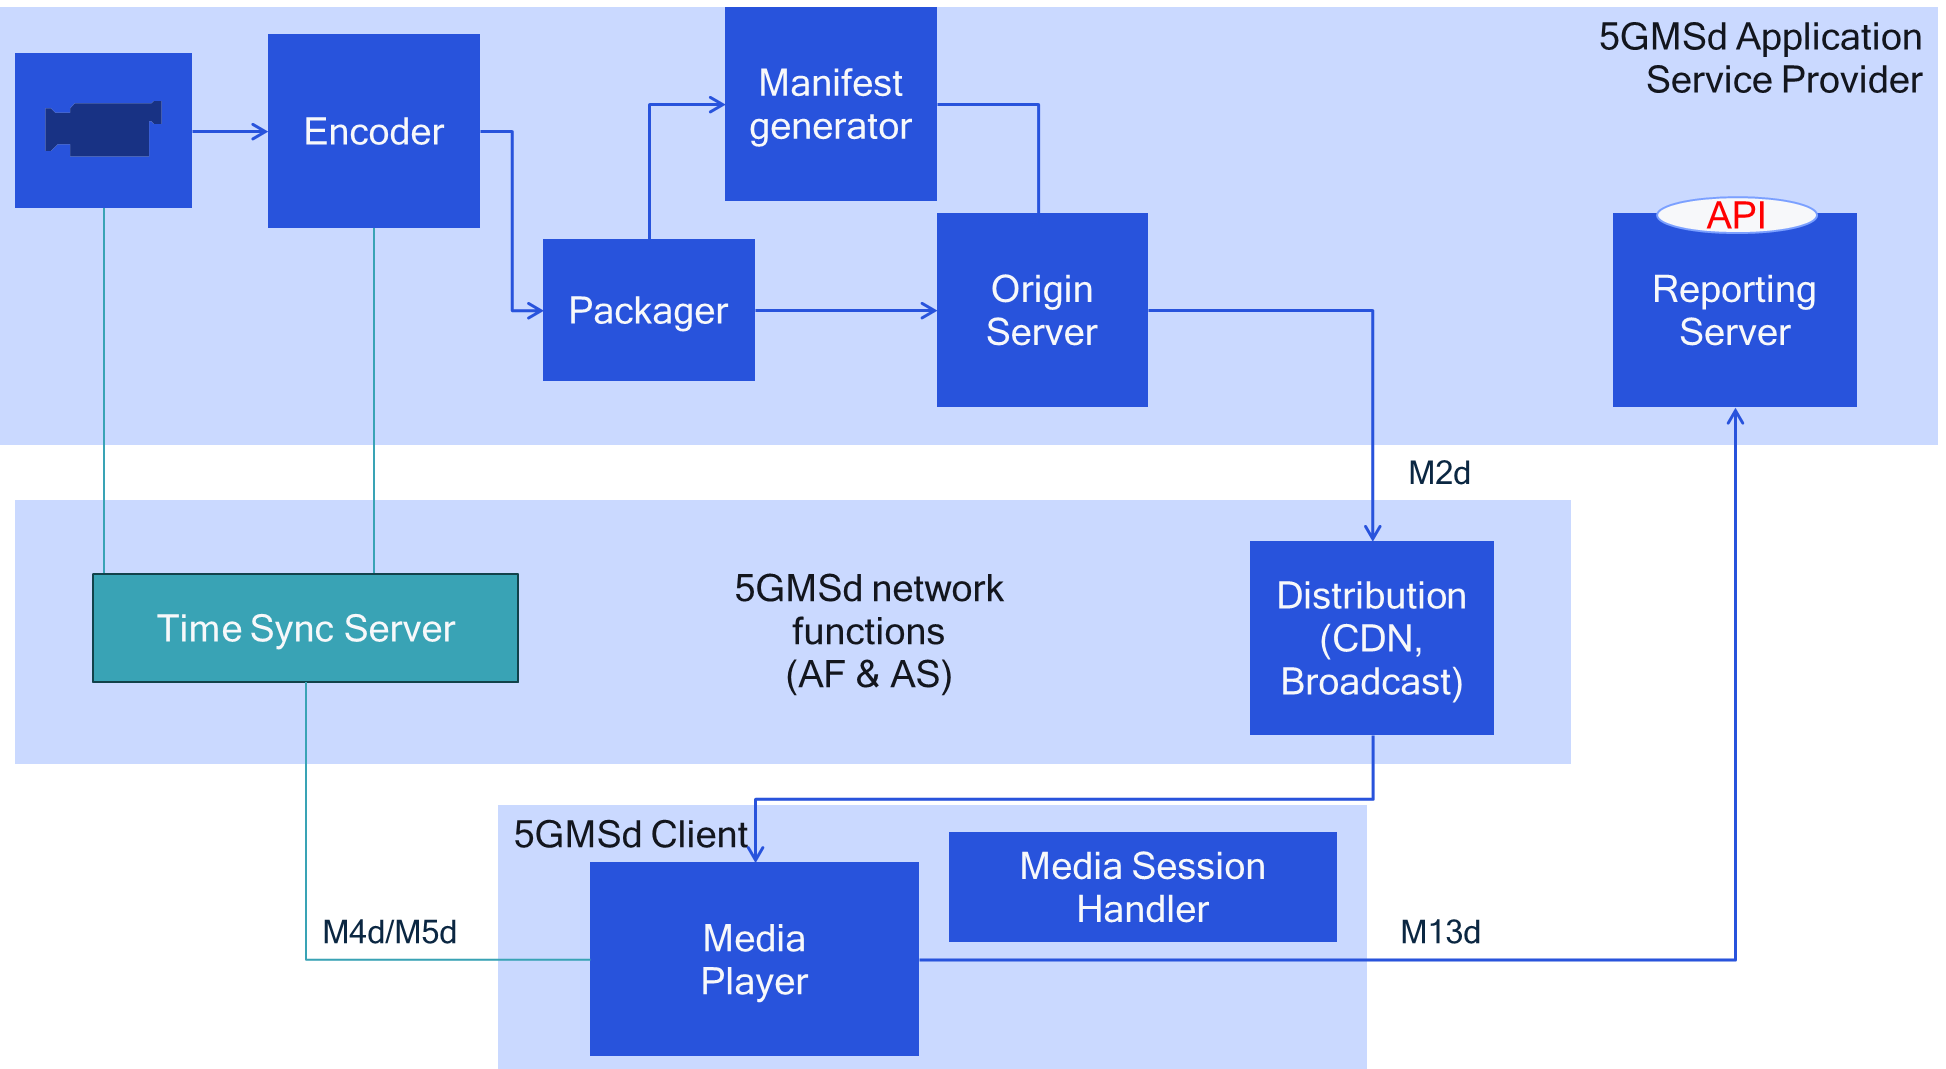 5GMSd Application
Service Provider
Encoder
Manifest
generator
Packager
Origin
Server
API
Reporting
Server
M2d
Time Sync Server
5GMSd network
functions
(AF & AS)
Distribution
(CDN,
Broadcast)
5GMSd Client
Media Session
Handler
Media
Player
M4d/M5d
M13d